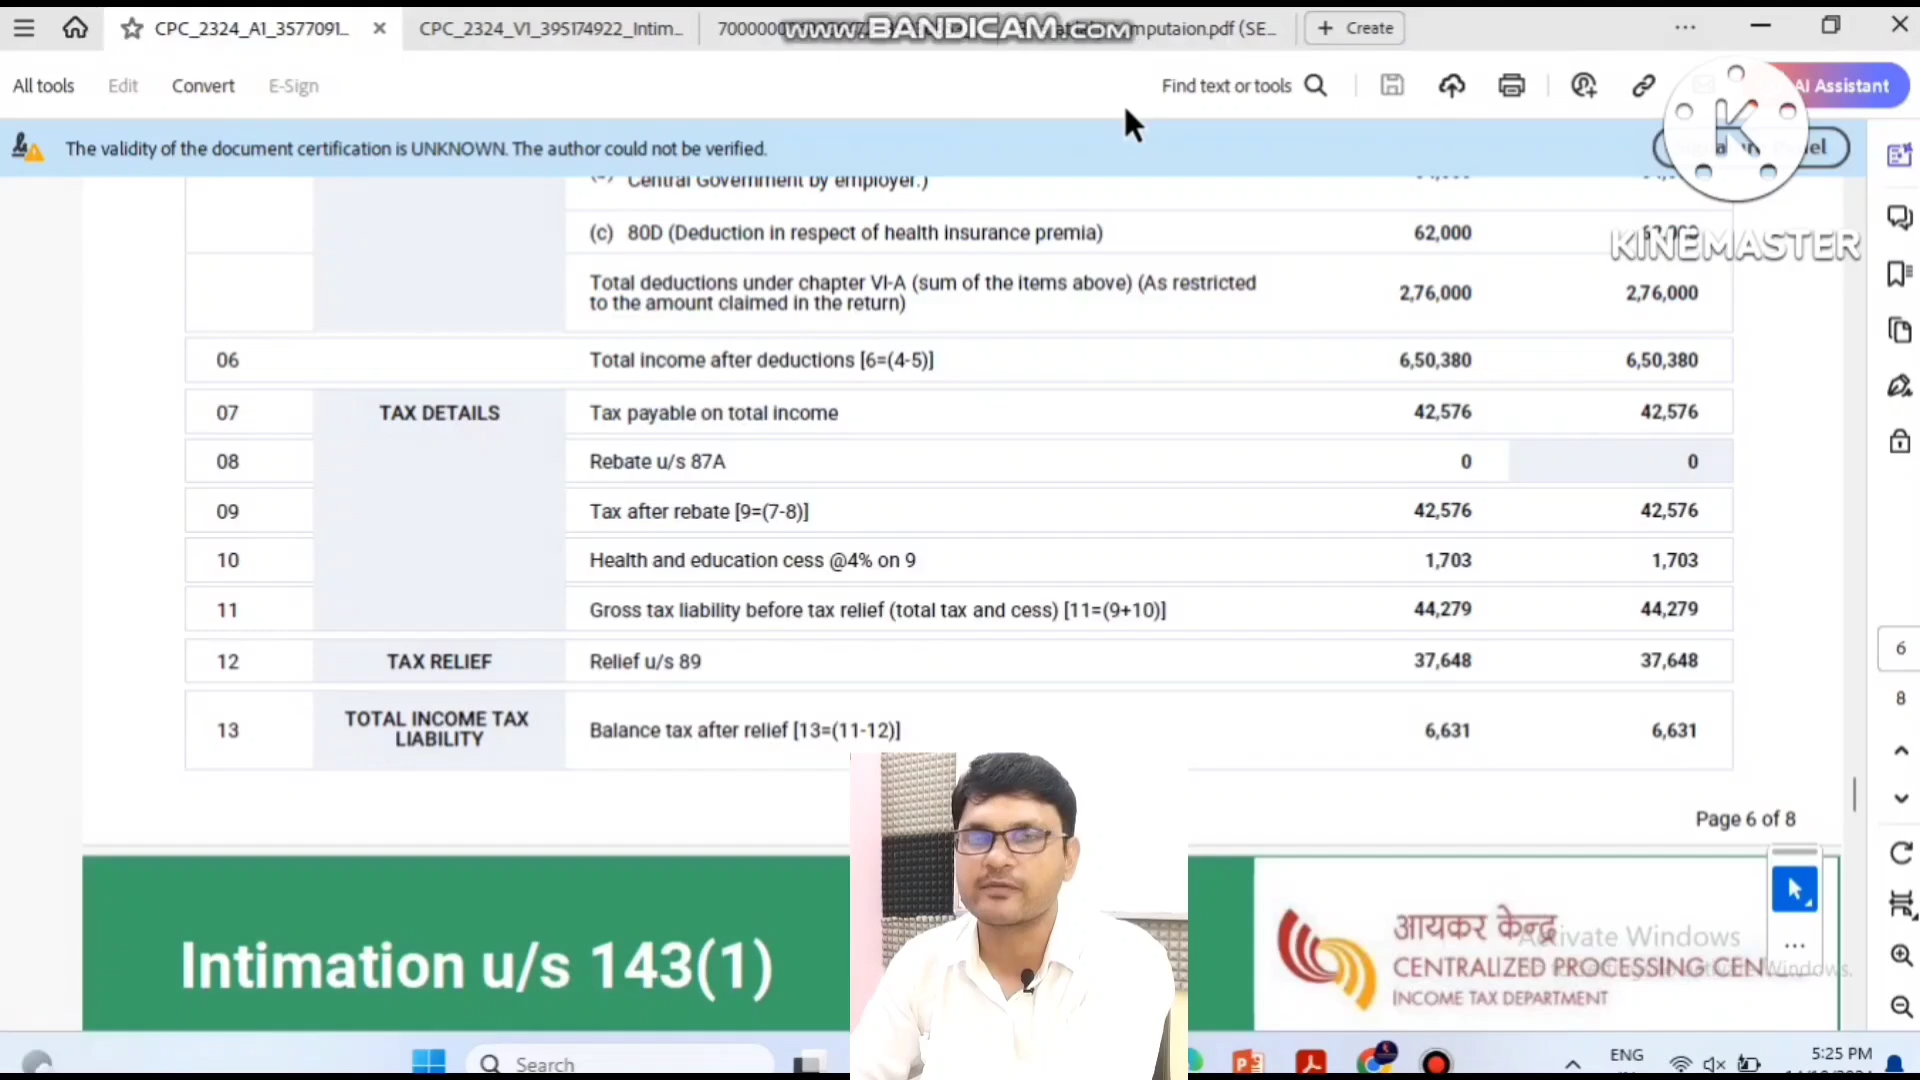 CPC_2324_A1_3577091...
CPC_2324_V1_395174922_Intim...
WWW.BANDICAM.COM
mputaion.pdf (SE...
+ Create
All tools
Edit
Convert
E-Sign
Find text or tools
AI Assistant
The validity of the document certification is UNKNOWN. The author could not be verified.
KINEMASTER
Central Government by employer.)
(c) 80D (Deduction in respect of health insurance premia) 62,000
Total deductions under chapter VI-A (sum of the items above) (As restricted
to the amount claimed in the return) 2,76,000 2,76,000
06 Total income after deductions [6=(4-5)] 6,50,380 6,50,380
07 TAX DETAILS Tax payable on total income 42,576 42,576
08 Rebate u/s 87A 0 0
09 Tax after rebate [9=(7-8)] 42,576 42,576
10 Health and education cess @4% on 9 1,703 1,703
11 Gross tax liability before tax relief (total tax and cess) [11=(9+10)] 44,279 44,279
12 TAX RELIEF Relief u/s 89 37,648 37,648
13 TOTAL INCOME TAX LIABILITY Balance tax after relief [13=(11-12)] 6,631 6,631
6
8
Page 6 of 8
Intimation u/s 143(1)
आयकर केन्द्र
CENTRALIZED PROCESSING CEN
INCOME TAX DEPARTMENT
Activate Windows
Windows.
Search
ENG
5:25 PM